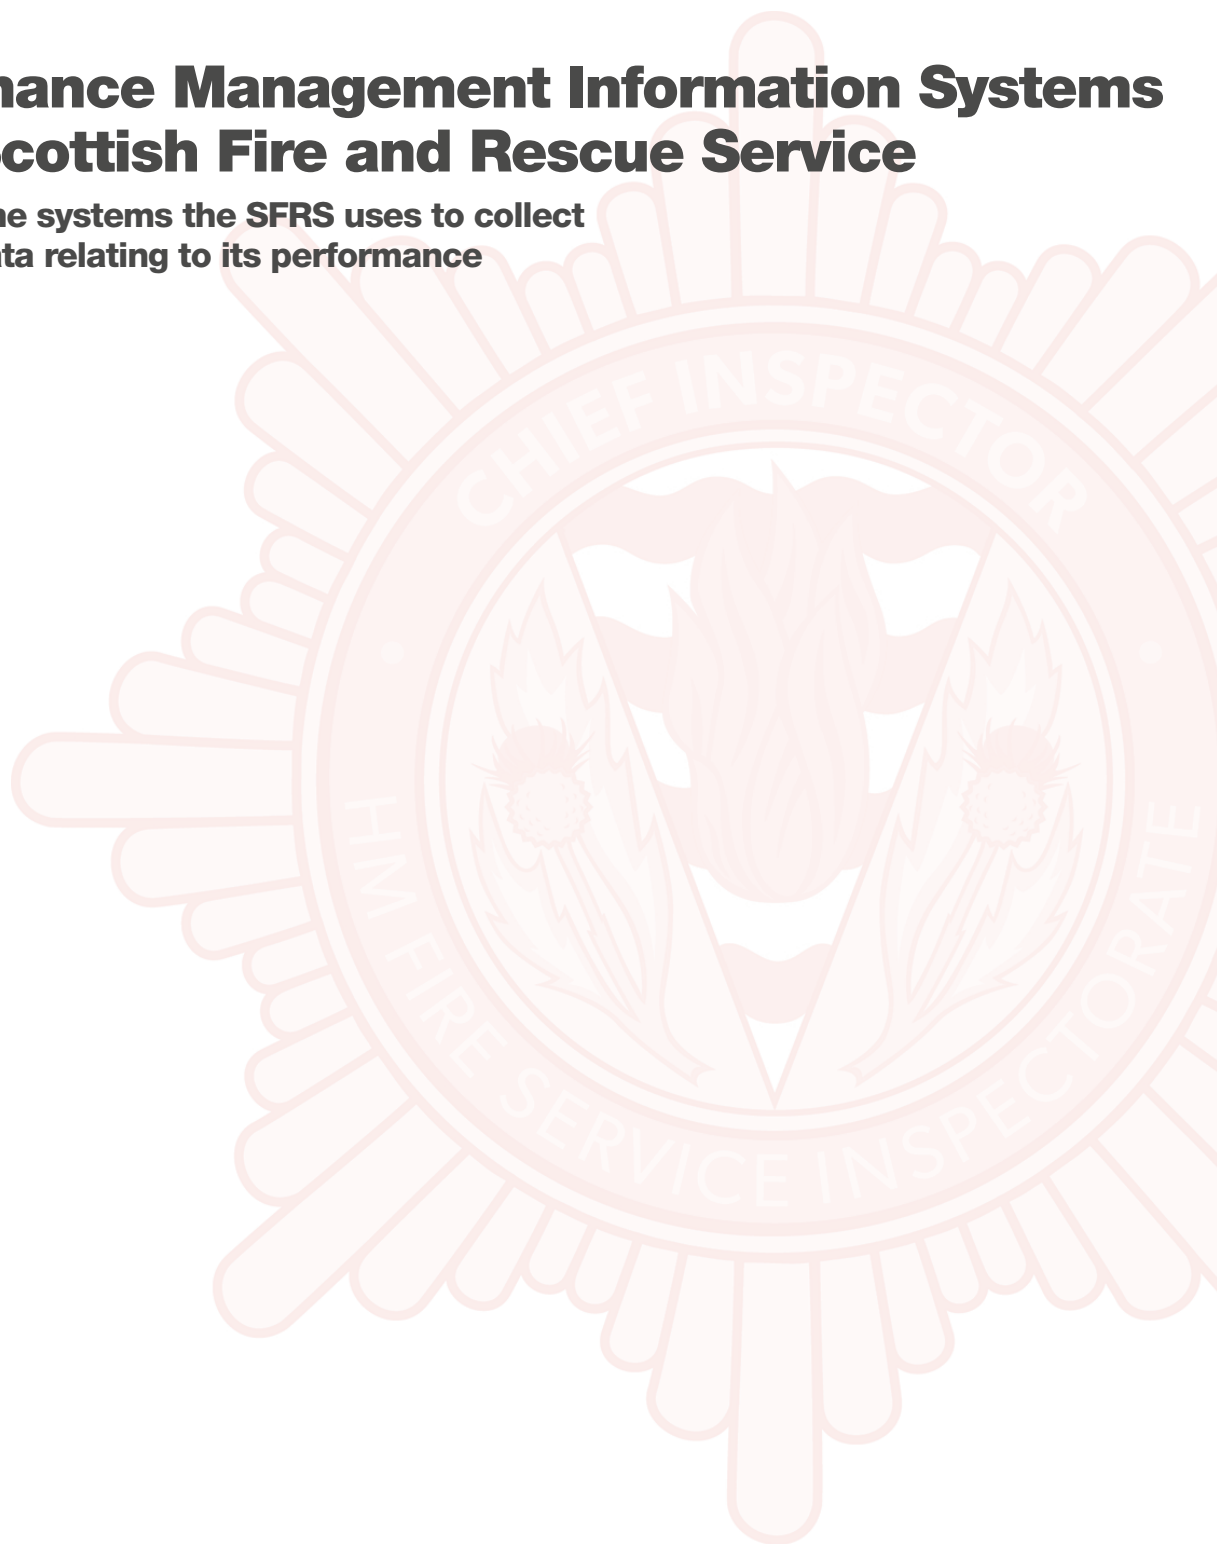 nance Management Information Systems
cottish Fire and Rescue Service
ne systems the SFRS uses to collect
ta relating to its performance
CHIEF INSPECTOR
HM FIRE SERVICE INSPECTORATE